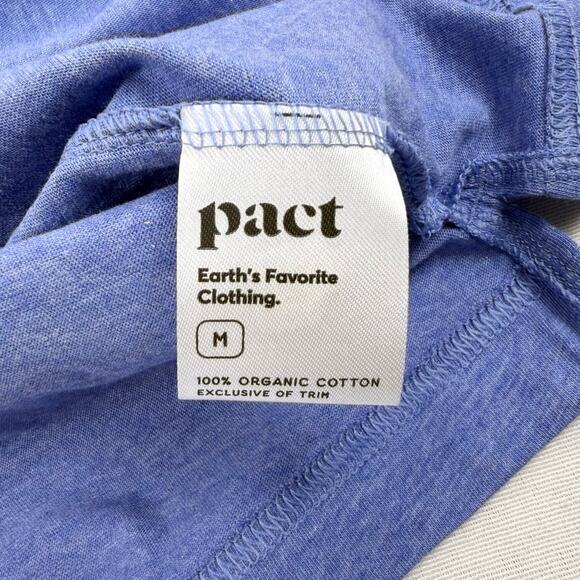 pact
Earth's Favorite
Clothing.
M
100% ORGANIC COTTON
EXCLUSIVE OF TRIM